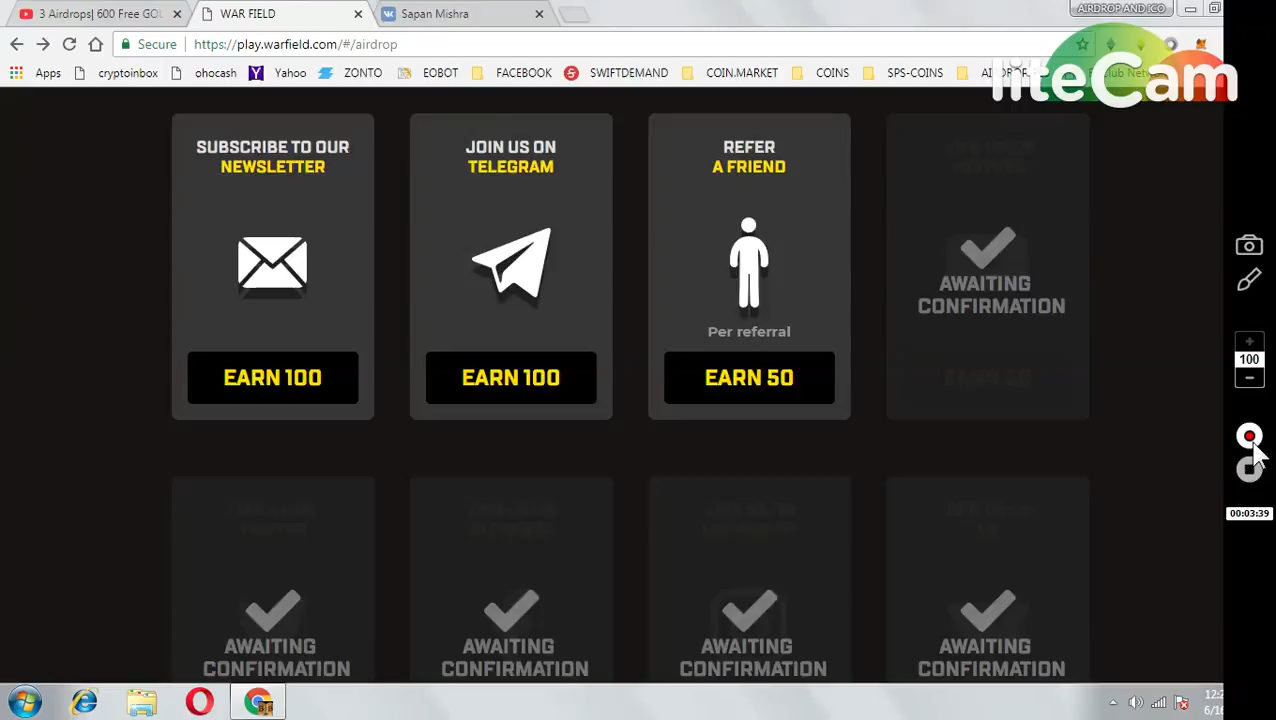 3 Airdrops| 600 Free GOL
WAR FIELD
Sapan Mishra
AIRDROP AND ICO
Secure
https://play.warfield.com/#/airdrop
Apps
cryptoinbox
ohocash
Yahoo
ZONTO
EOBOT
FACEBOOK
SWIFTDEMAND
COIN.MARKET
COINS
SPS-COINS
liteCam
SUBSCRIBE TO OUR
NEWSLETTER
EARN 100
JOIN US ON
TELEGRAM
EARN 100
REFER
A FRIEND
Per referral
EARN 50
AWAITING
CONFIRMATION
100
00:03:39
AWAITING
CONFIRMATION
AWAITING
CONFIRMATION
AWAITING
CONFIRMATION
AWAITING
CONFIRMATION